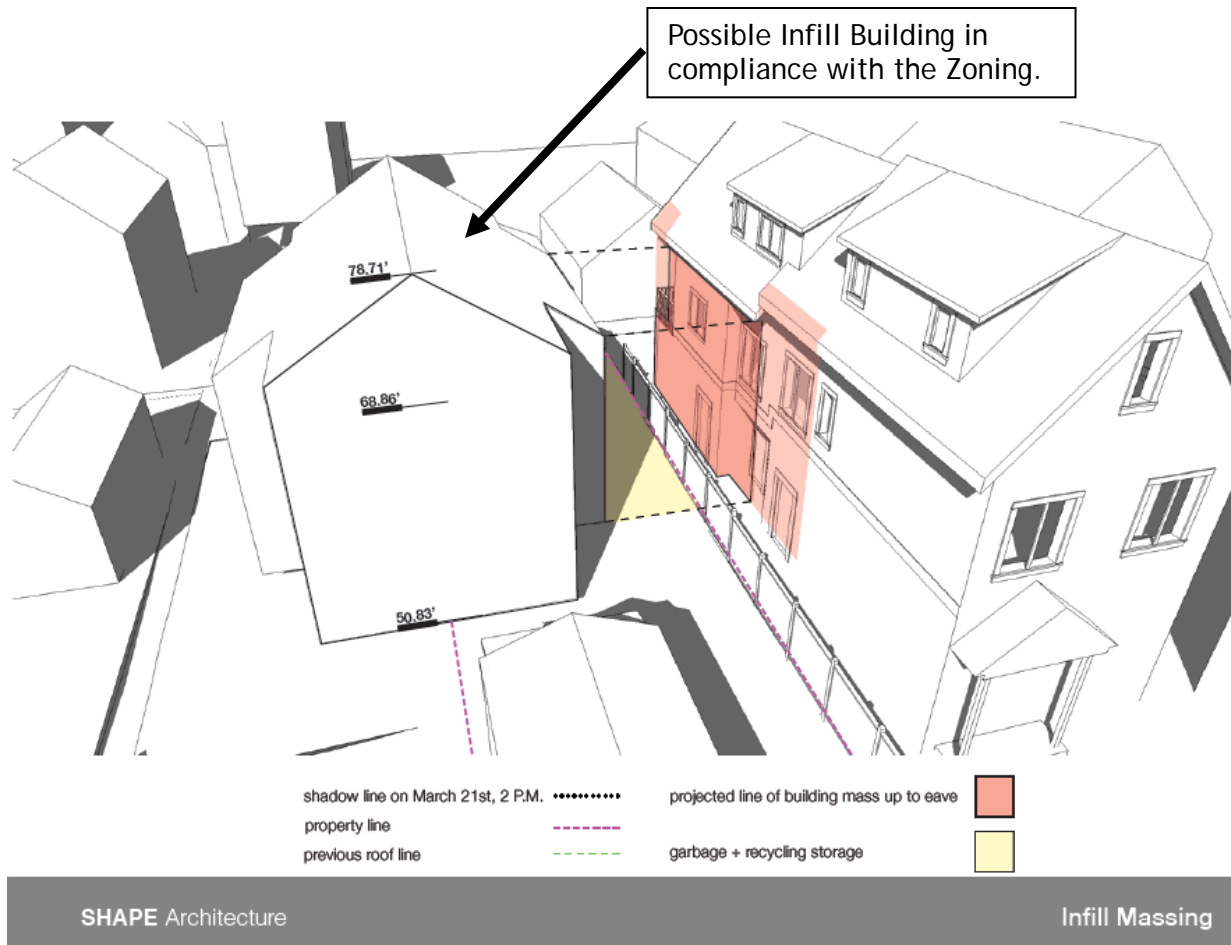 Possible Infill Building in
compliance with the Zoning.
78,71'
68,86'
50,83'
shadow line on March 21st, 2 P.M.
projected line of building mass up to eave
property line
previous roof line
garbage + recycling storage
SHAPE Architecture
Infill Massing